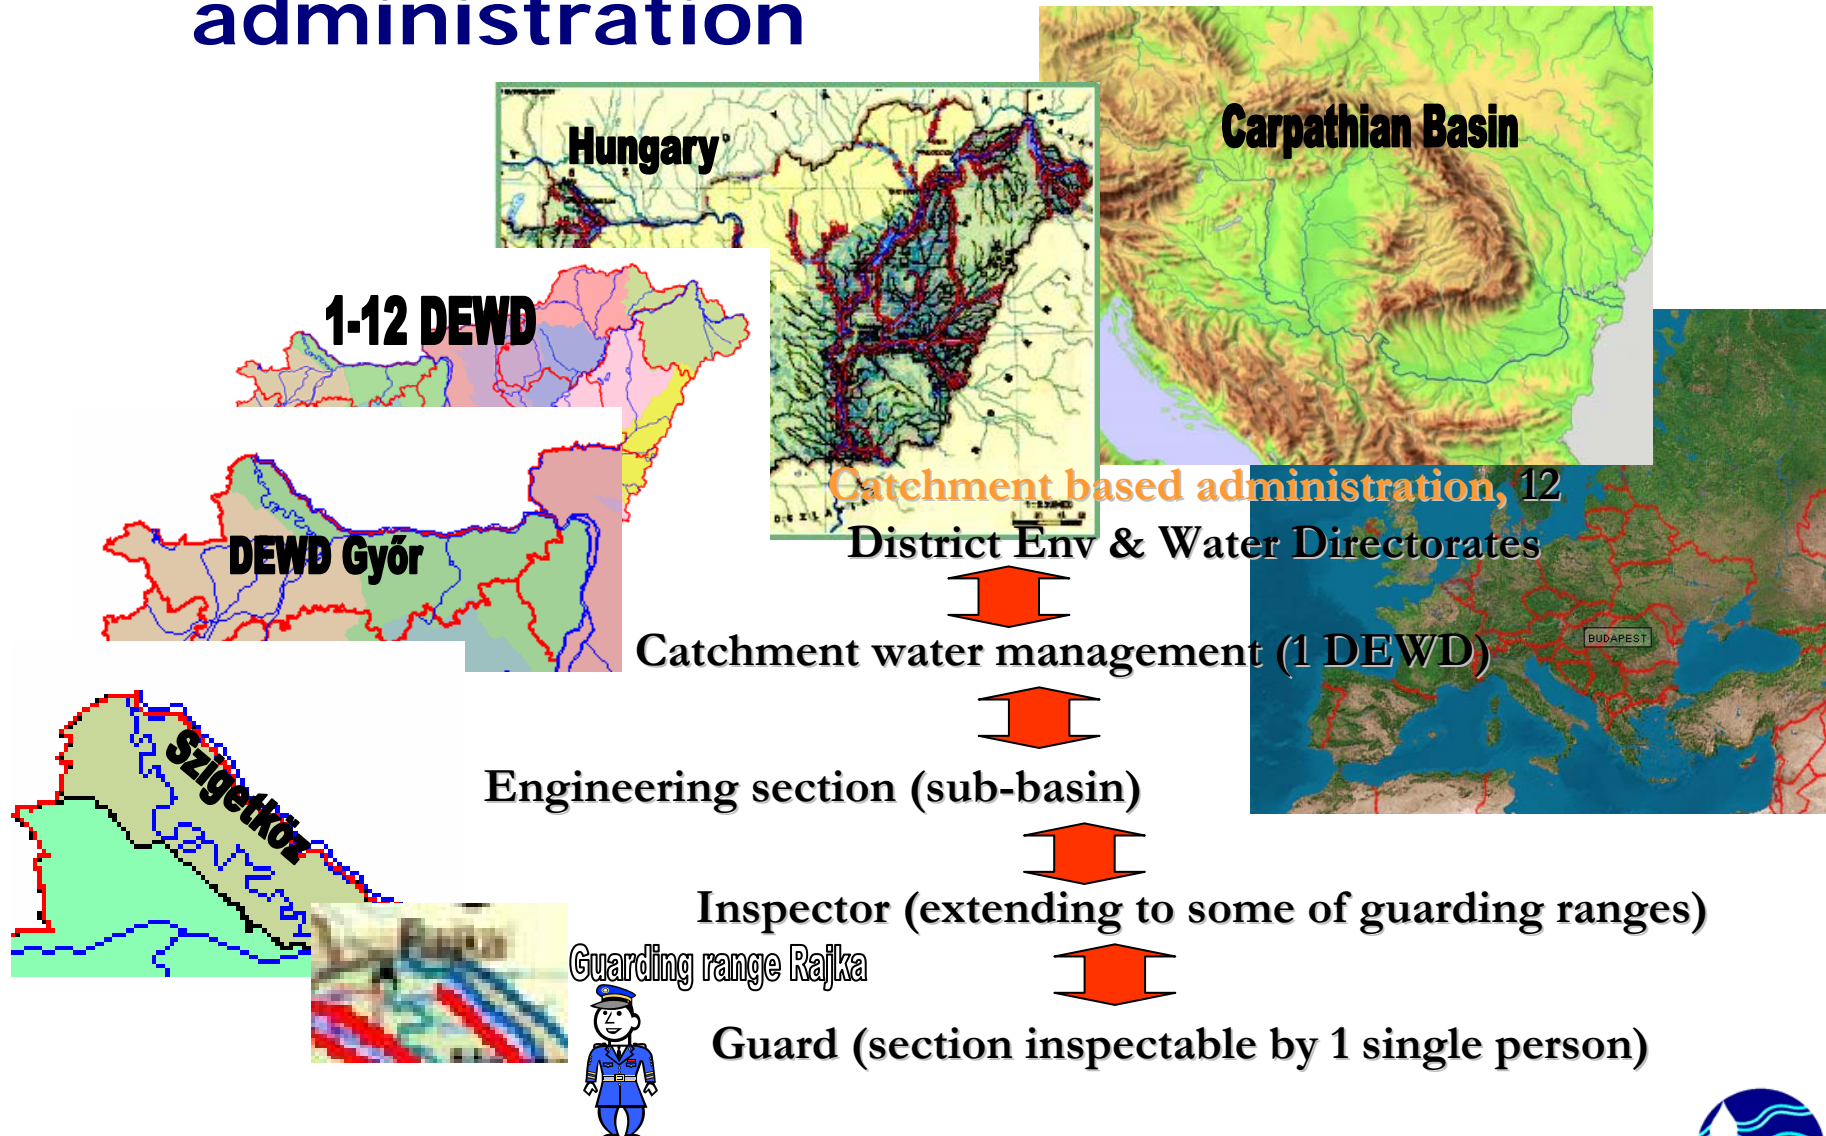 administration
Hungary
Carpathian Basin
1-12 DEWD
Catchment based administration, 12
District Env & Water Directorates
DEWD Győr
Catchment water management (1 DEWD)
BUDAPEST
Szigetköz
Engineering section (sub-basin)
Inspector (extending to some of guarding ranges)
Rajka
Guarding range Rajka
Guard (section inspectable by 1 single person)